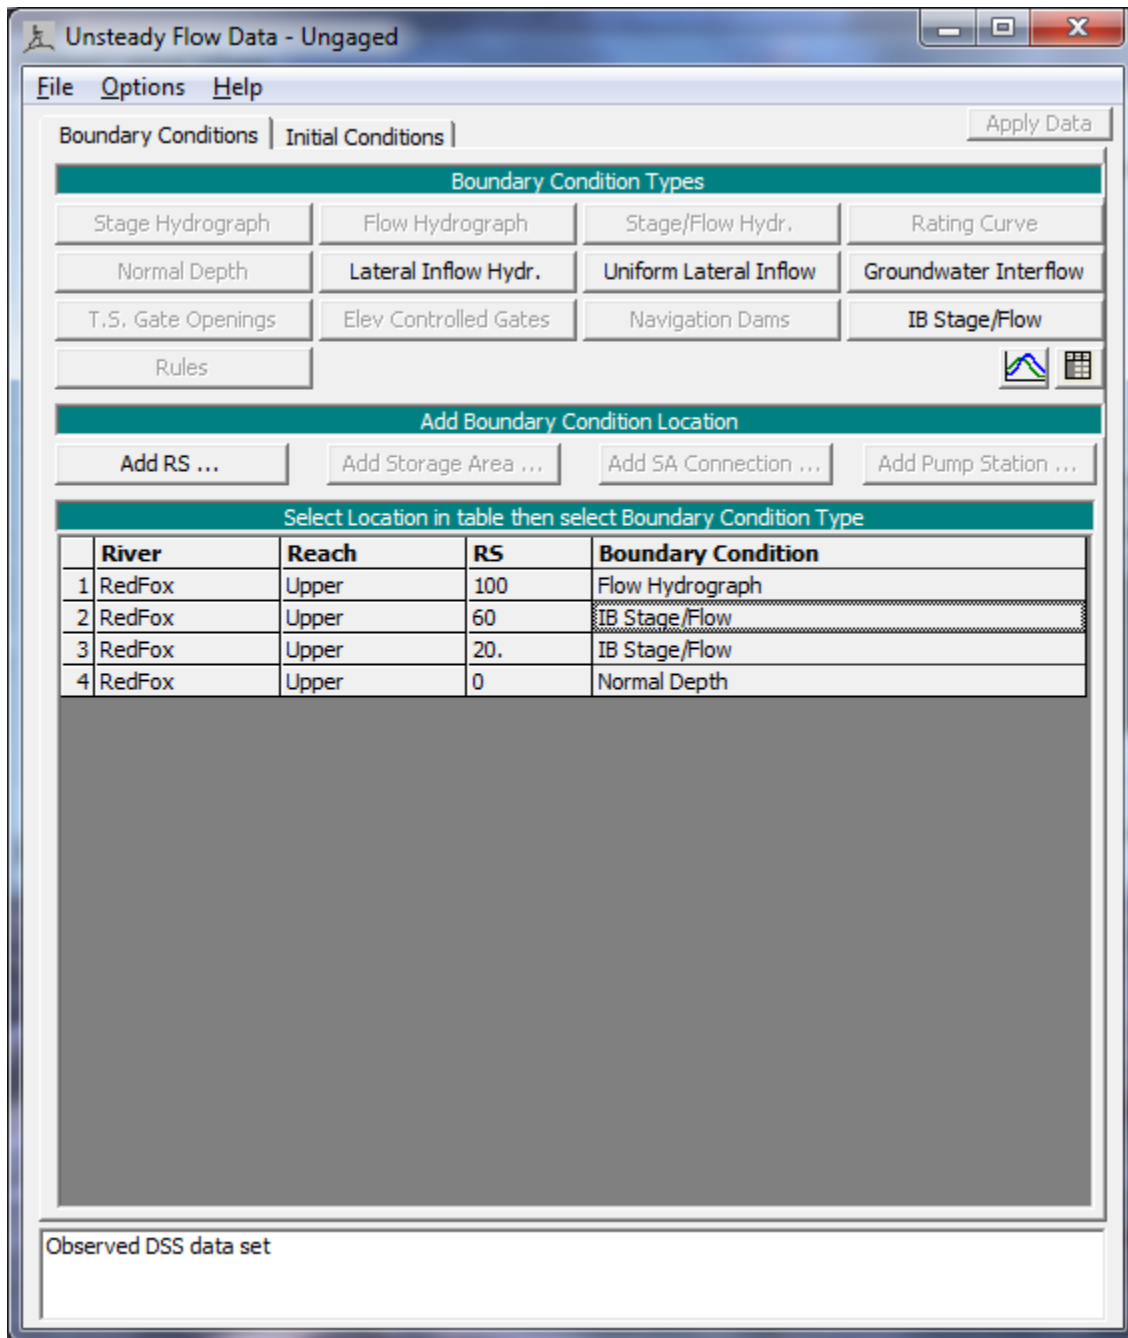 Unsteady Flow Data - Ungaged
File Options Help
Boundary Conditions Initial Conditions Apply Data
Boundary Condition Types
Stage Hydrograph Flow Hydrograph Stage/Flow Hydr. Rating Curve
Normal Depth Lateral Inflow Hydr. Uniform Lateral Inflow Groundwater Interflow
T.S. Gate Openings Elev Controlled Gates Navigation Dams IB Stage/Flow
Rules
Add Boundary Condition Location
Add RS ... Add Storage Area ... Add SA Connection ... Add Pump Station ...
Select Location in table then select Boundary Condition Type
River Reach RS Boundary Condition
1 RedFox Upper 100 Flow Hydrograph
2 RedFox Upper 60 IB Stage/Flow
3 RedFox Upper 20. IB Stage/Flow
4 RedFox Upper 0 Normal Depth
Observed DSS data set